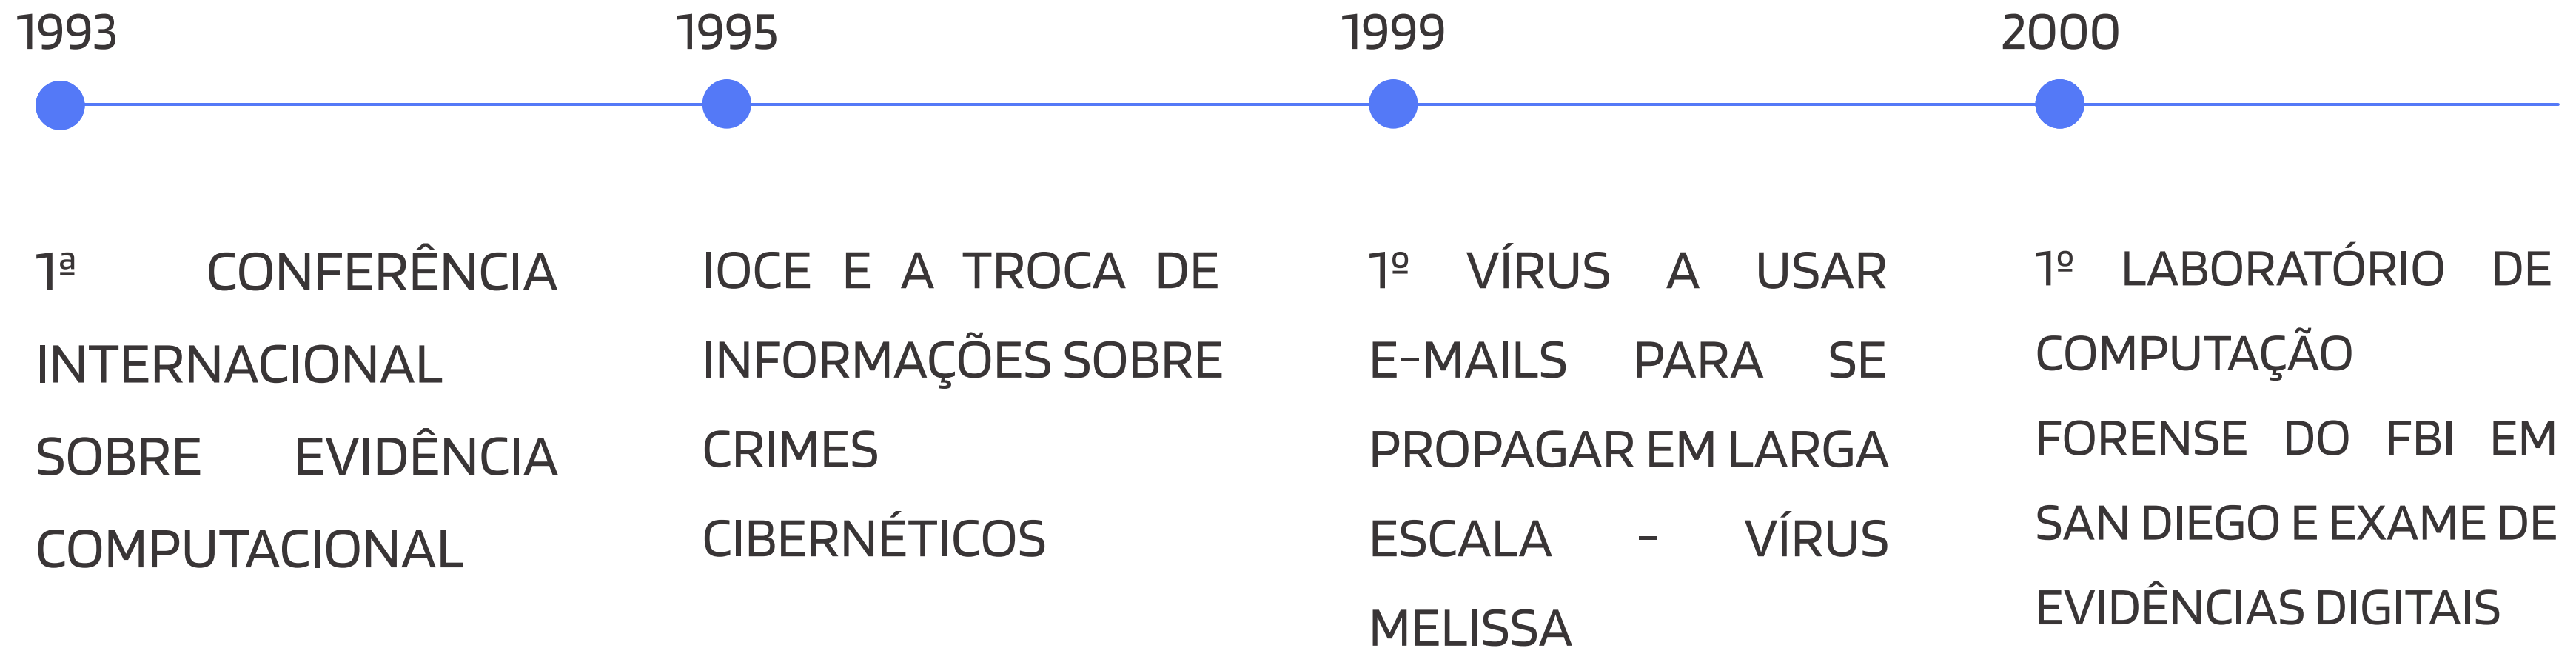 1993
1995
1999
2000
1ª CONFERÊNCIA
INTERNACIONAL
SOBRE EVIDÊNCIA
COMPUTACIONAL
IOCE E A TROCA DE
INFORMAÇÕES SOBRE
CRIMES
CIBERNÉTICOS
1º VÍRUS A USAR
E-MAILS PARA SE
PROPAGAR EM LARGA
ESCALA - VÍRUS
MELISSA
1º LABORATÓRIO DE
COMPUTAÇÃO
FORENSE DO FBI EM
SAN DIEGO E EXAME DE
EVIDÊNCIAS DIGITAIS